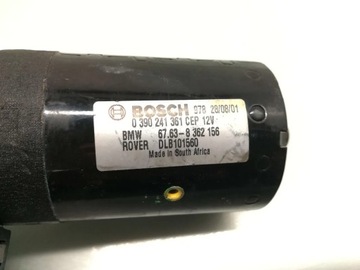 BOSCH 978 28/08/01
0 390 241 361 CEP 12V
BMW 67.63-8 362 156
ROVER DLB101560
Made in South Africa